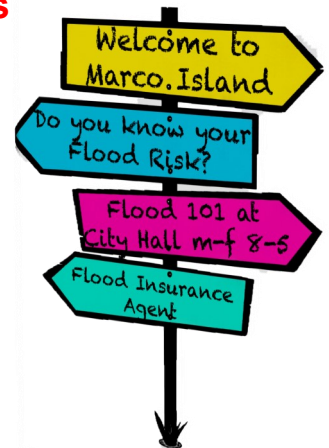 s
Welcome to
Marco.Island
Do you know your
Flood Risk?
Flood 101 at
City Hall m-f 8-5
Flood Insurance
Agent